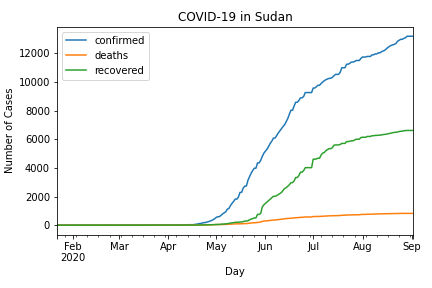 COVID-19 in Sudan
confirmed
deaths
recovered
Number of Cases
12000
10000
8000
6000
4000
2000
0
Feb Mar Apr May Jun Jul Aug Sep
2020
Day